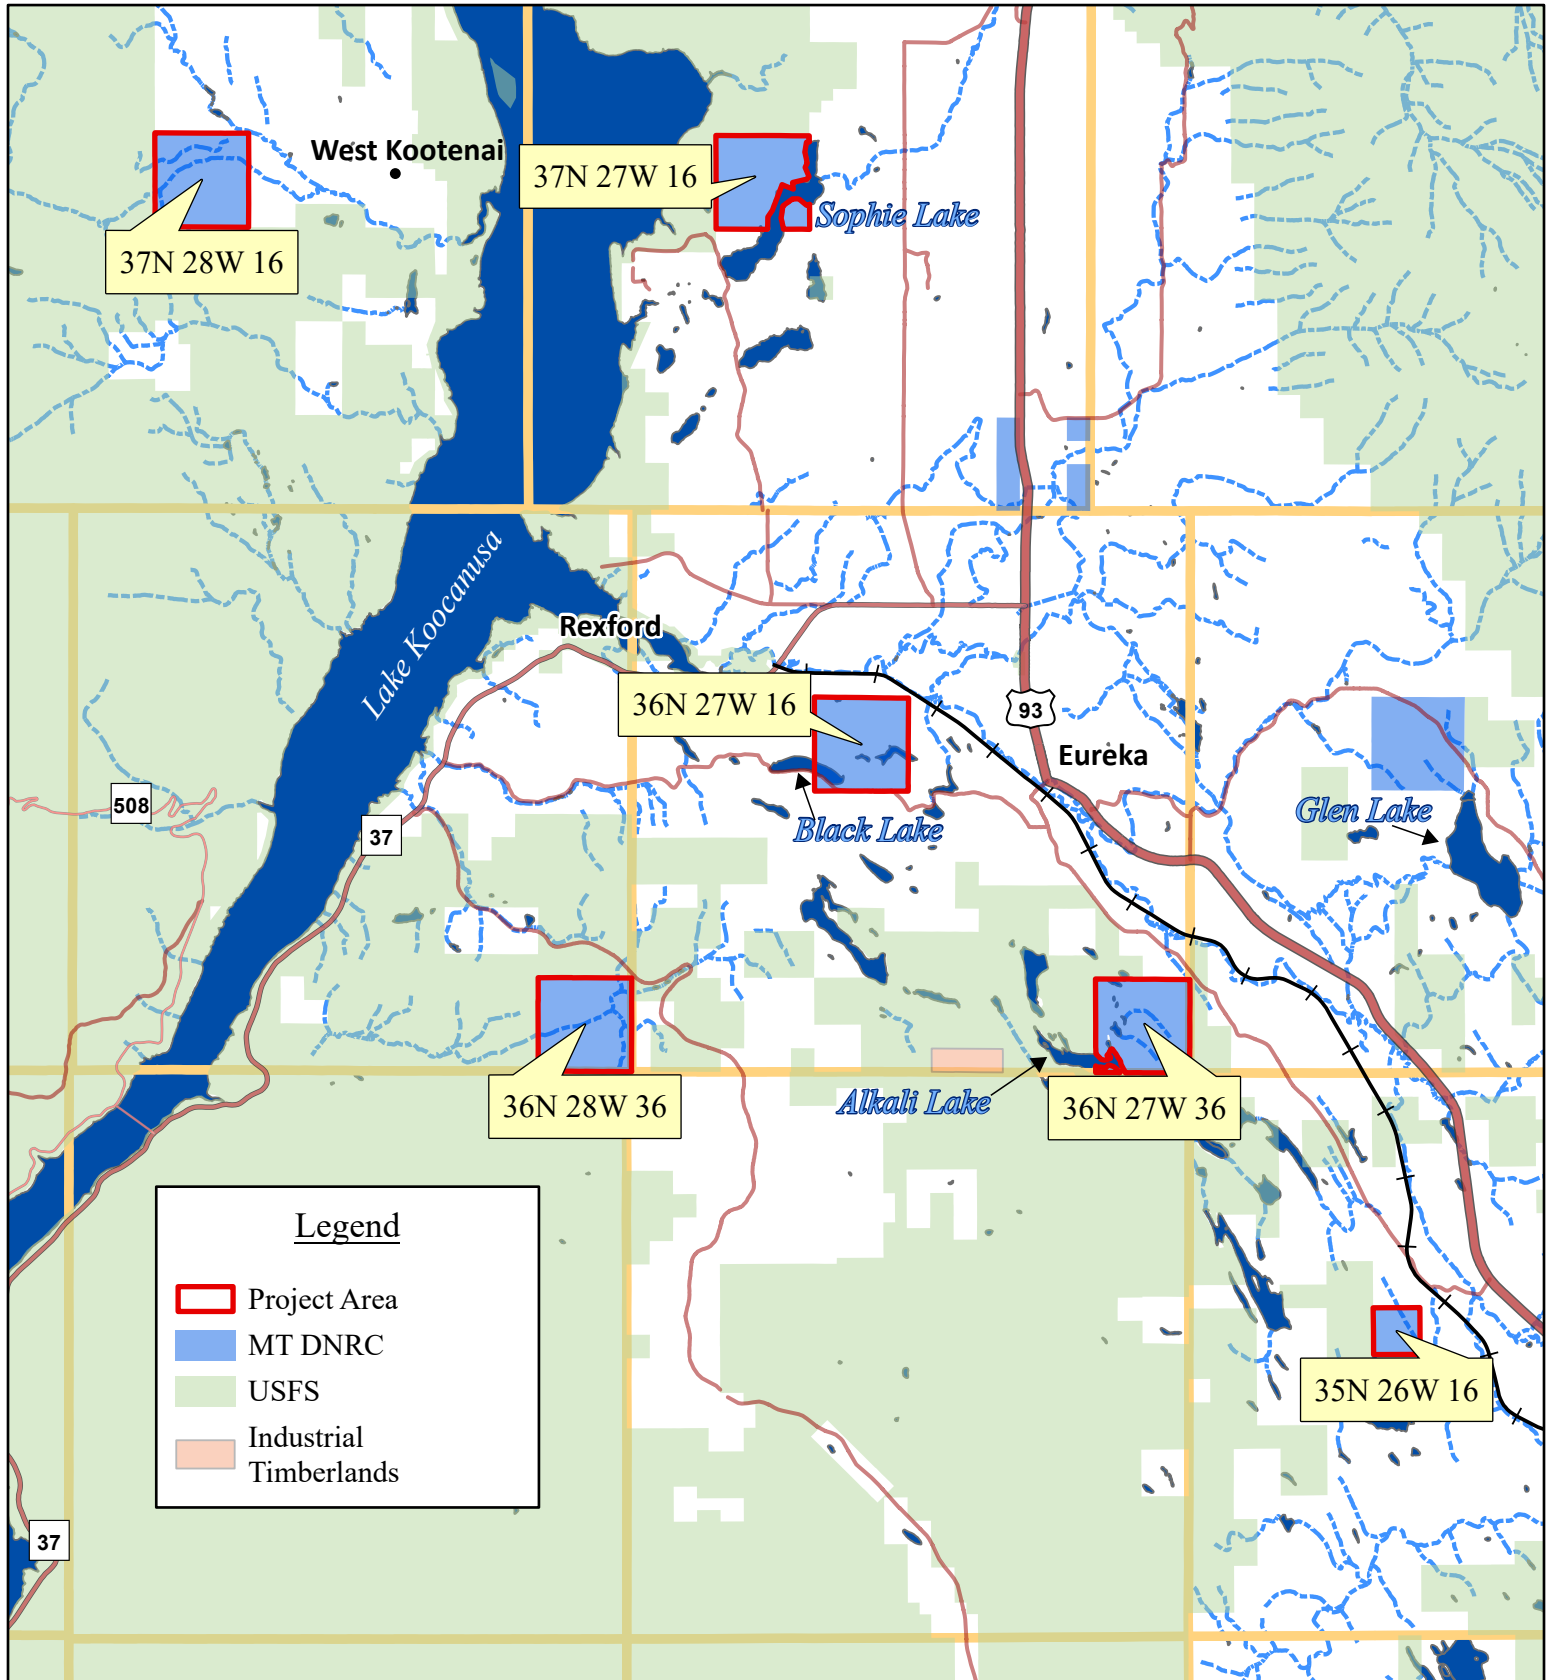 West Kootenai
37N 27W 16
Sophie Lake
37N 28W 16
Lake Koocanusa
Rexford
36N 27W 16
93
Eureka
508
37
Black Lake
Glen Lake
36N 28W 36
Alkali Lake
36N 27W 36
Legend
Project Area
MT DNRC
USFS
Industrial
Timberlands
35N 26W 16
37